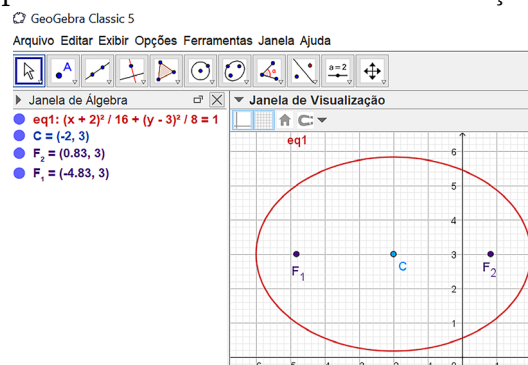 GeoGebra Classic 5
Arquivo Editar Exibir Opções Ferramentas Janela Ajuda
A
α
a = 2
Janela de Álgebra
Janela de Visualização
eq1: (x + 2)² / 16 + (y - 3)² / 8 = 1
C = (-2, 3)
F₂ = (0.83, 3)
F₁ = (-4.83, 3)
eq1
6
5
4
3
F₁
C
F₂
2
1